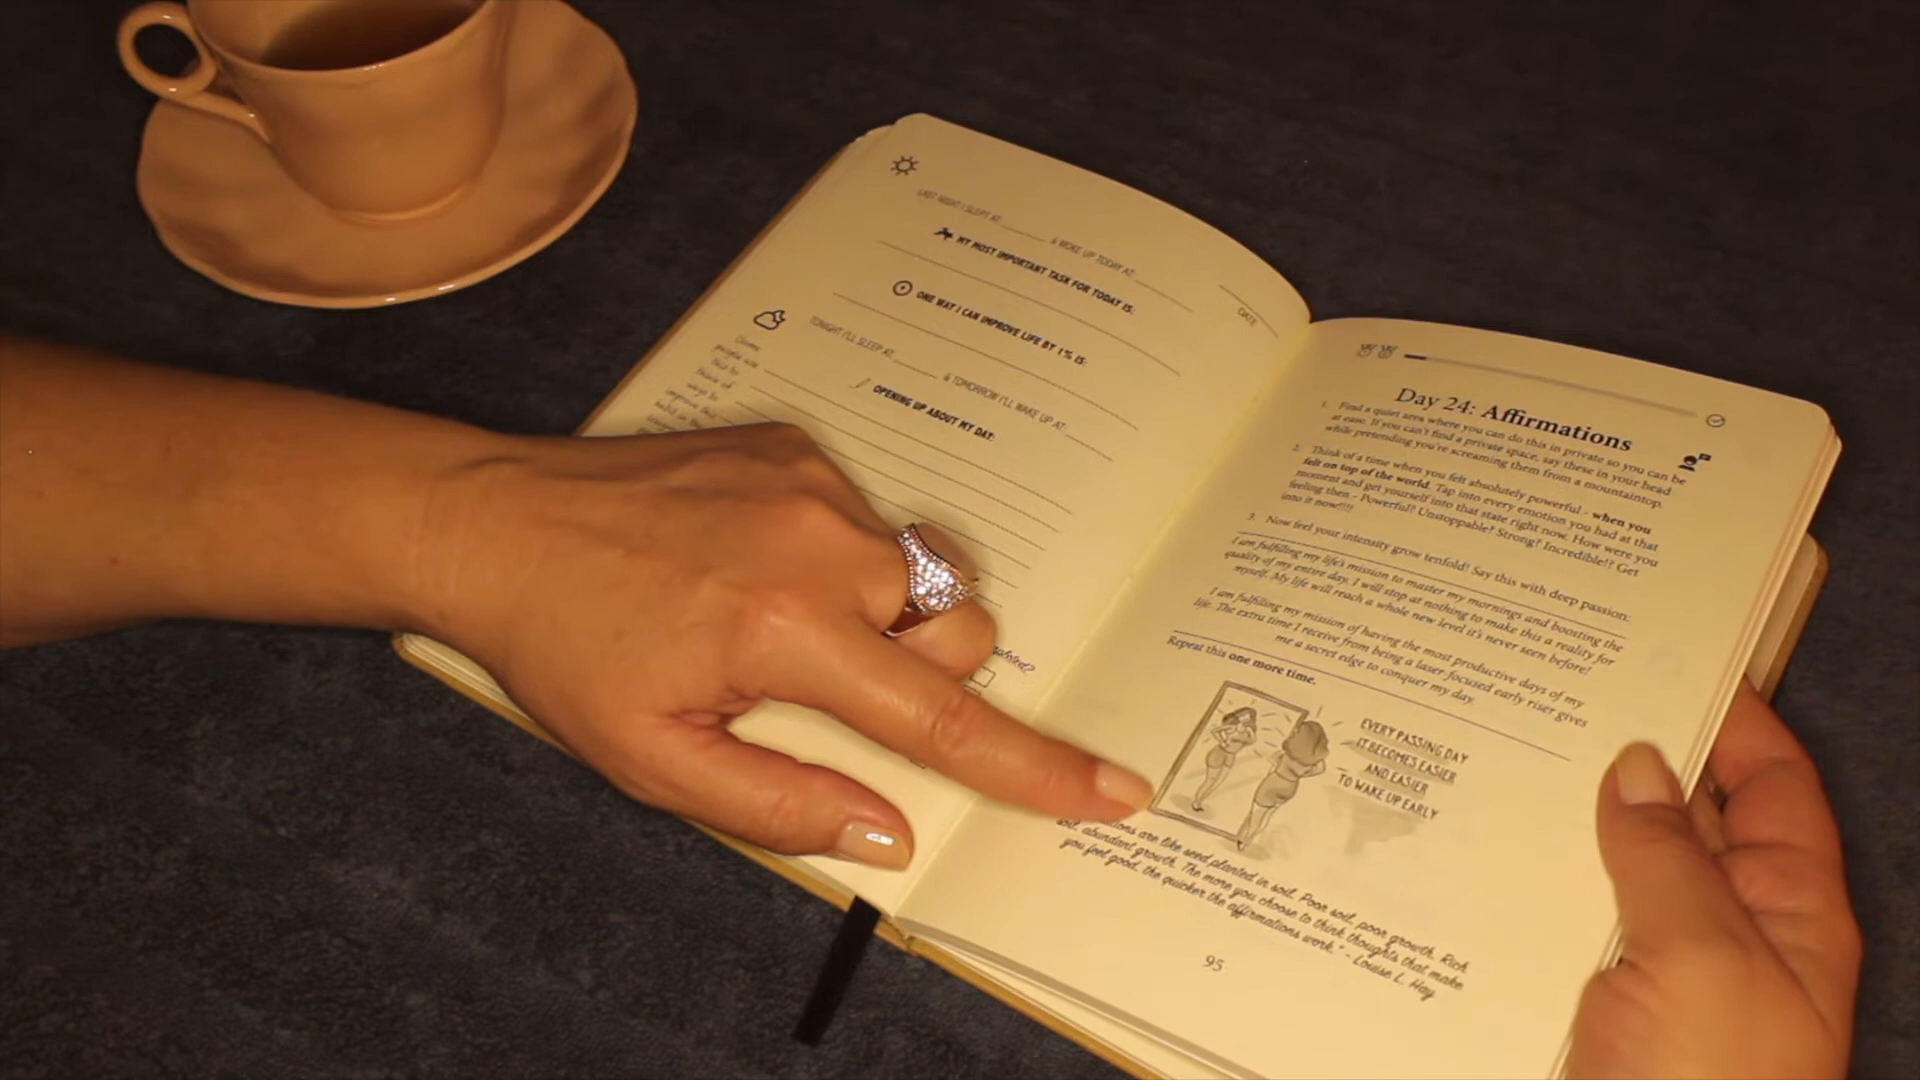 LAST NIGHT I SLEPT AT & WOKE UP TODAY AT:
MY MOST IMPORTANT TASK FOR TODAY IS:
DATE
ONE WAY I CAN IMPROVE LIFE BY 1% IS:
TONIGHT I'LL SLEEP AT & TOMORROW I'LL WAKE UP AT:
OPENING UP ABOUT MY DAY:
people use
this to
ways to
improve this
Day 24: Affirmations
1. Find a quiet area where you can do this in private so you can be
at ease. If you can't find a private space, say these in your head
while pretending you're screaming them from a mountaintop.
2. Think of a time when you felt absolutely powerful - when you
felt on top of the world. Tap into every emotion you had at that
moment and get yourself into that state right now. How were you
feeling then - Powerful? Unstoppable? Strong? Incredible!? Get
into it now!!!!
3. Now feel your intensity grow tenfold! Say this with deep passion:
I am fulfilling my life's mission to master my mornings and boosting the
quality of my entire day. I will stop at nothing to make this a reality for
myself. My life will reach a whole new level it's never seen before!
I am fulfilling my mission of having the most productive days of my
life. The extra time I receive from being a laser-focused early riser gives
me a secret edge to conquer my day.
Repeat this one more time.
EVERY PASSING DAY
IT BECOMES EASIER
AND EASIER
TO WAKE UP EARLY
are like seed planted in soil. Poor soil, poor growth. Rich
soil, abundant growth. The more you choose to think thoughts that make
you feel good, the quicker the affirmations work." - Louise L. Hay
95